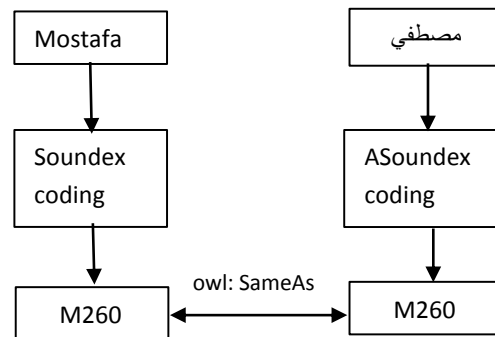 Mostafa
مصطفي
Soundex
coding
ASoundex
coding
owl: SameAs
M260
M260